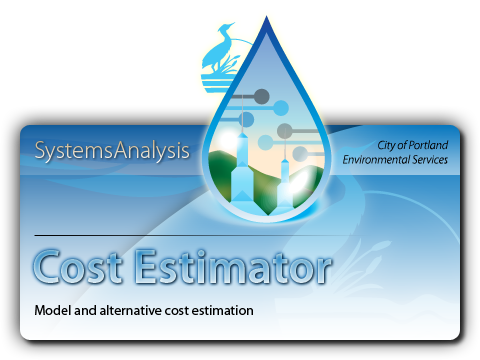 SystemsAnalysis
City of Portland
Environmental Services
Cost Estimator
Model and alternative cost estimation